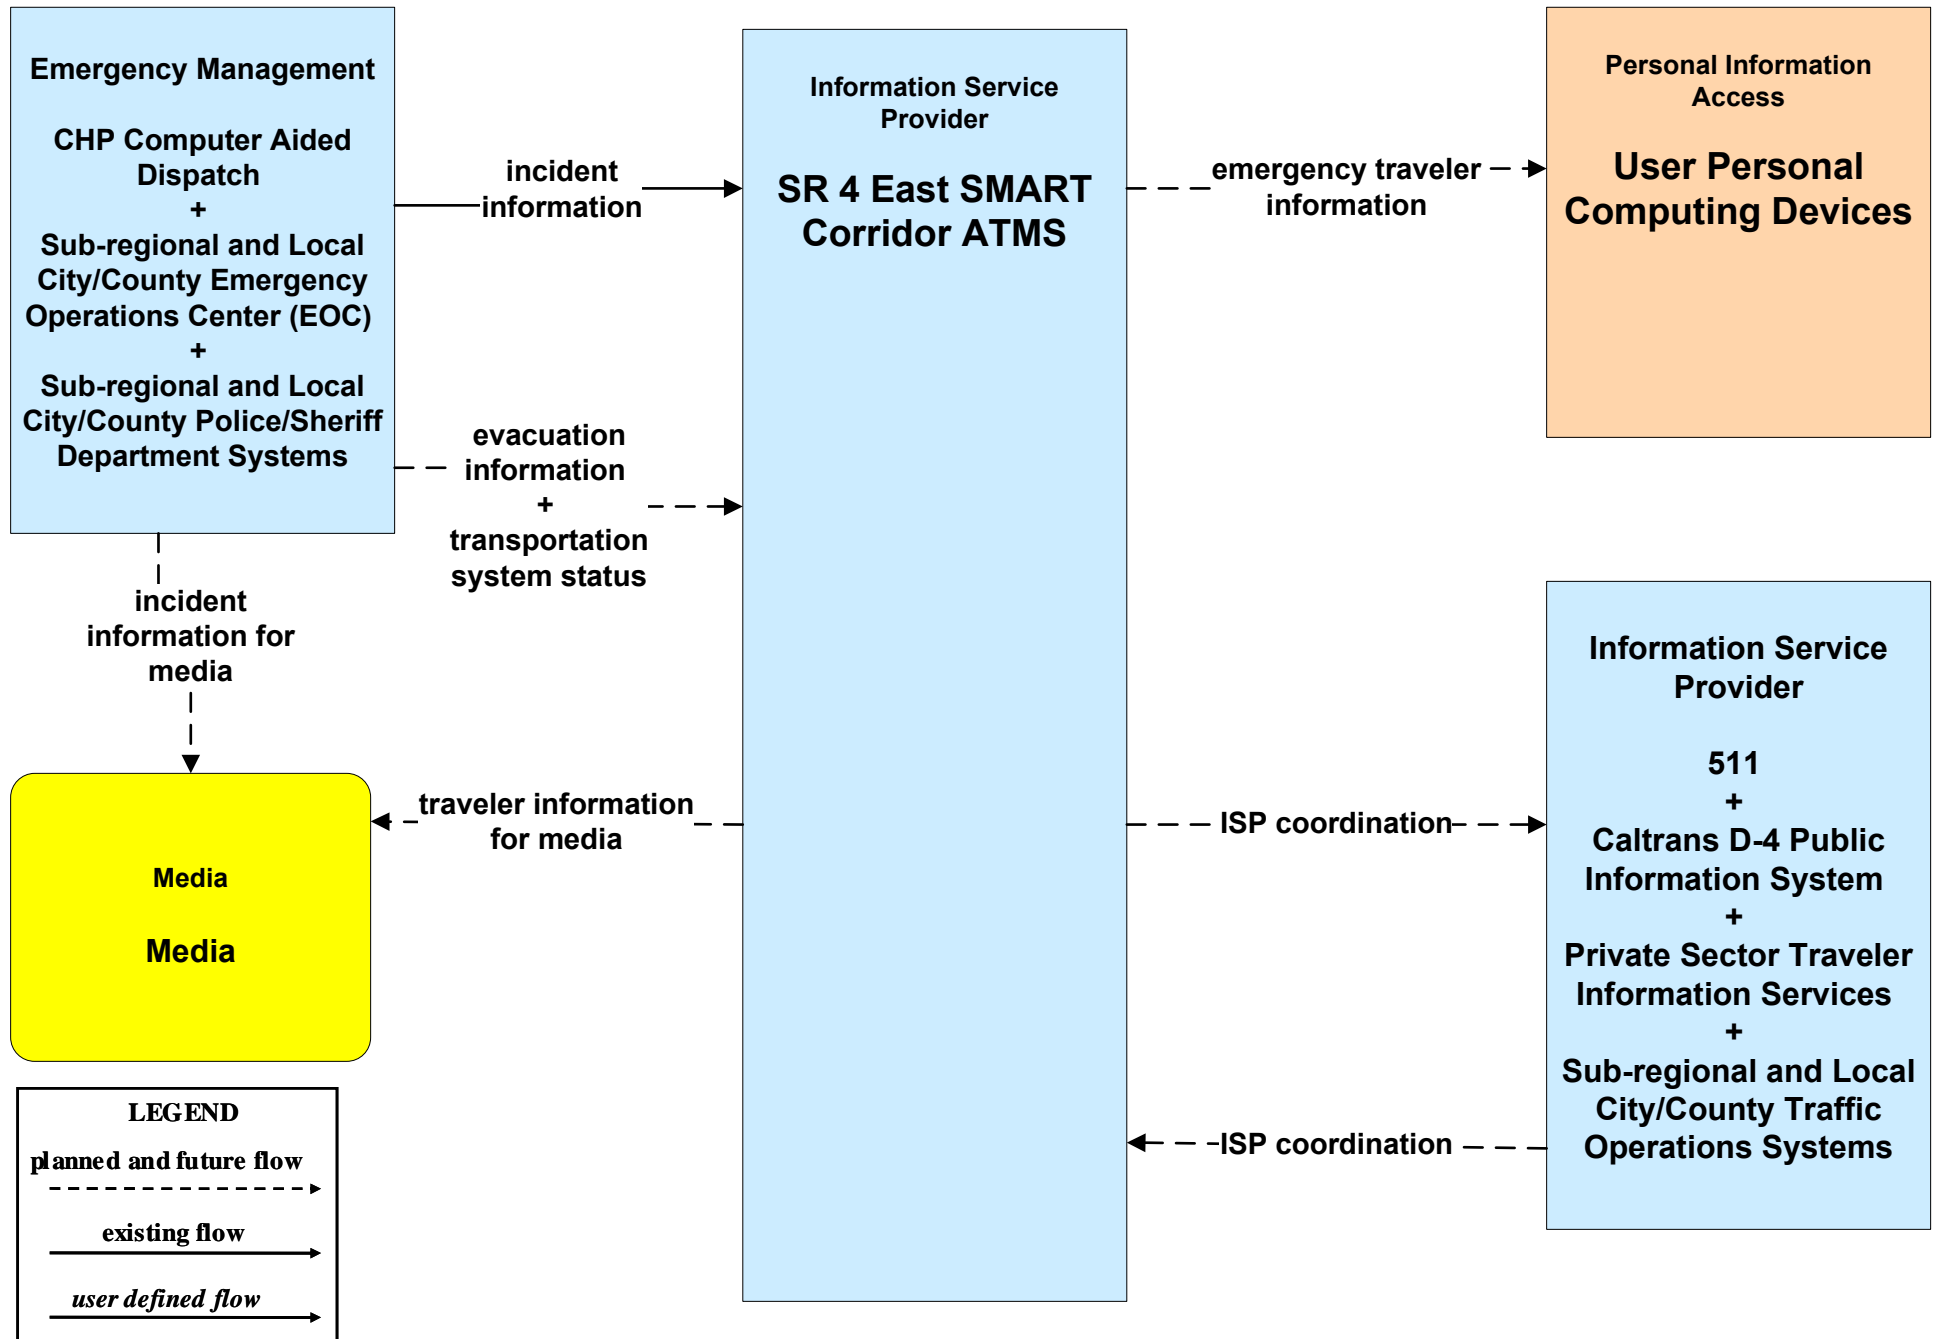 Emergency Management
CHP Computer Aided
Dispatch
+
Sub-regional and Local
City/County Emergency
Operations Center (EOC)
+
Sub-regional and Local
City/County Police/Sheriff
Department Systems
incident
information
evacuation
information
+
transportation
system status
incident
information for
media
Media
Media
traveler information
for media
Information Service
Provider
SR 4 East SMART
Corridor ATMS
emergency traveler
information
Personal Information
Access
User Personal
Computing Devices
ISP coordination
ISP coordination
Information Service
Provider
511
+
Caltrans D-4 Public
Information System
+
Private Sector Traveler
Information Services
+
Sub-regional and Local
City/County Traffic
Operations Systems
LEGEND
planned and future flow
existing flow
user defined flow